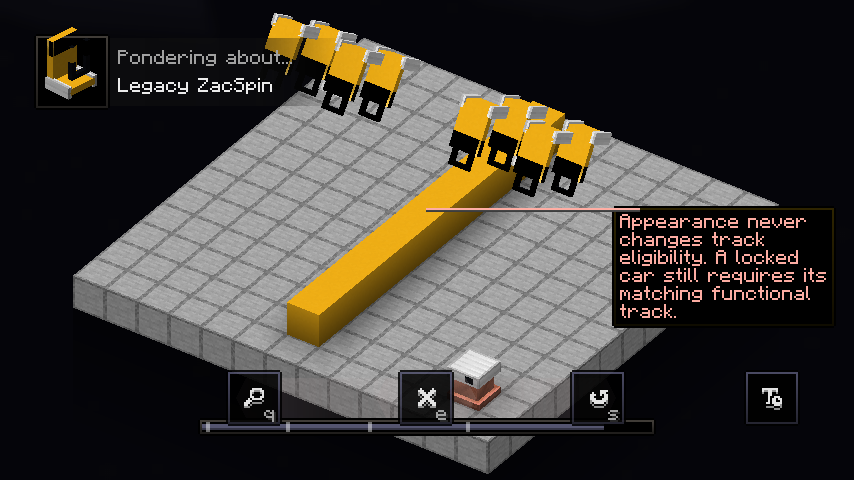 Pondering about...
Legacy ZacSpin
Appearance never
changes track
eligibility. A locked
car still requires its
matching functional
track.
q
e
s